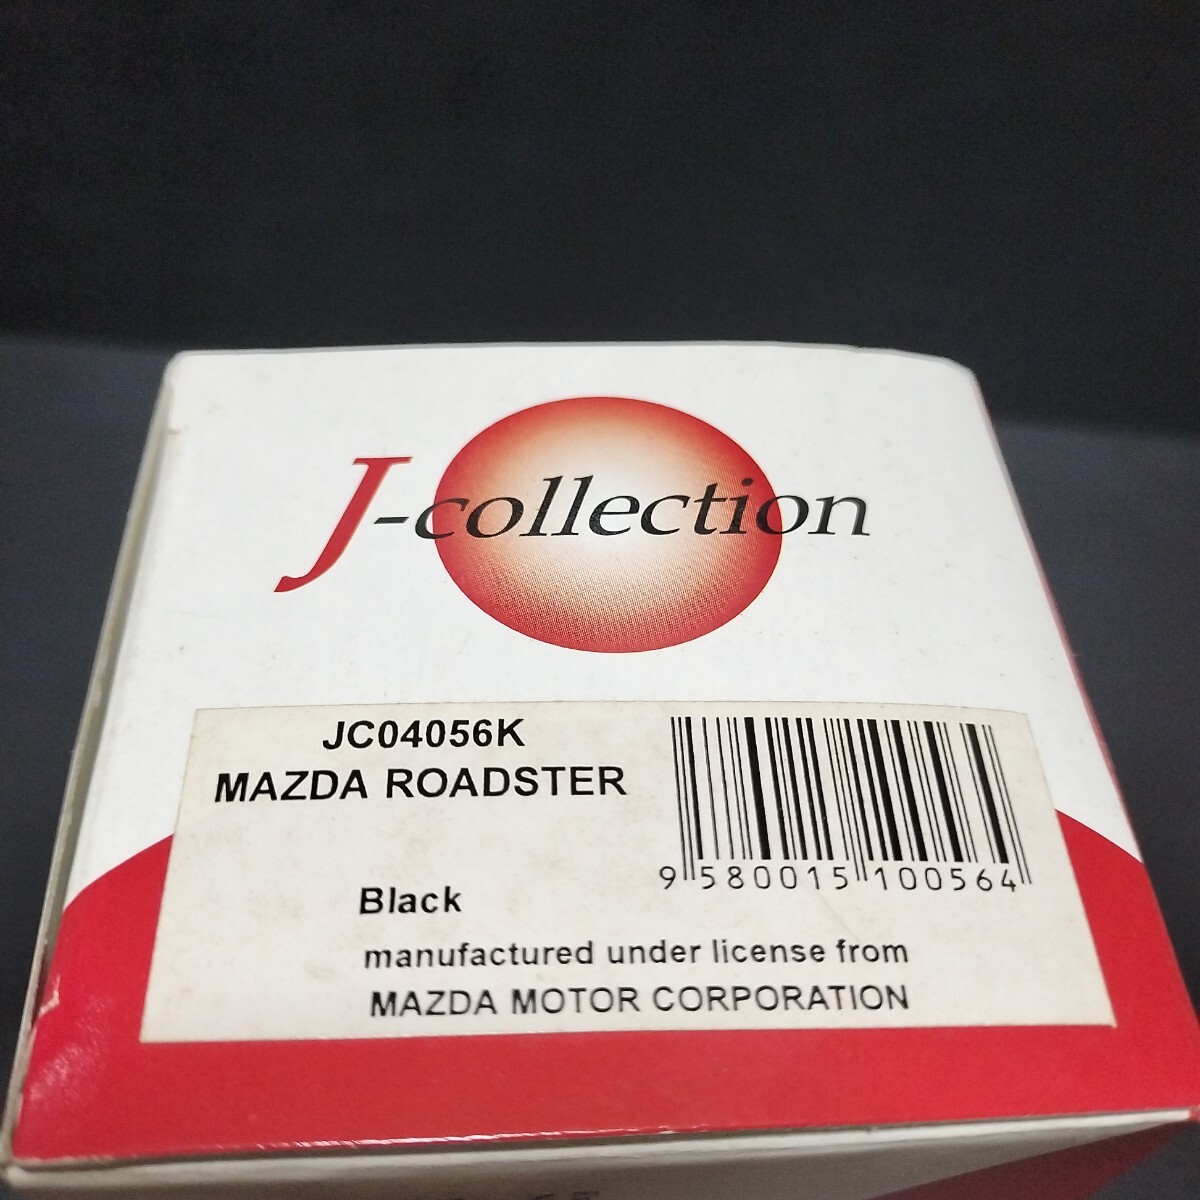 J-collection
JC04056K
MAZDA ROADSTER
9 580015 100564
Black
manufactured under license from
MAZDA MOTOR CORPORATION